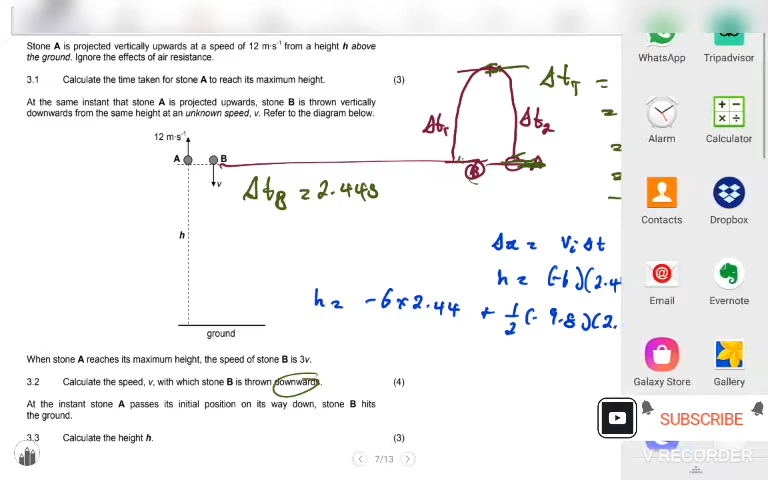 Stone A is projected vertically upwards at a speed of 12 m·s⁻¹ from a height h above
the ground. Ignore the effects of air resistance.
3.1 Calculate the time taken for stone A to reach its maximum height. (3)
At the same instant that stone A is projected upwards, stone B is thrown vertically
downwards from the same height at an unknown speed, v. Refer to the diagram below.
12 m·s⁻¹
A B
v
h
ground
Δt₁ Δt₂
B
ΔtT =
=
=
=
ΔtB = 2.448
Δx = vi Δt
h = (-6)(2.4
h = -6 × 2.44 + 1/2 (-9.8)(2.
When stone A reaches its maximum height, the speed of stone B is 3v.
3.2 Calculate the speed, v, with which stone B is thrown downwards. (4)
At the instant stone A passes its initial position on its way down, stone B hits
the ground.
3.3 Calculate the height h. (3)
7/13
WhatsApp Tripadvisor
Alarm Calculator
Contacts Dropbox
Email Evernote
Galaxy Store Gallery
SUBSCRIBE
V RECORDER